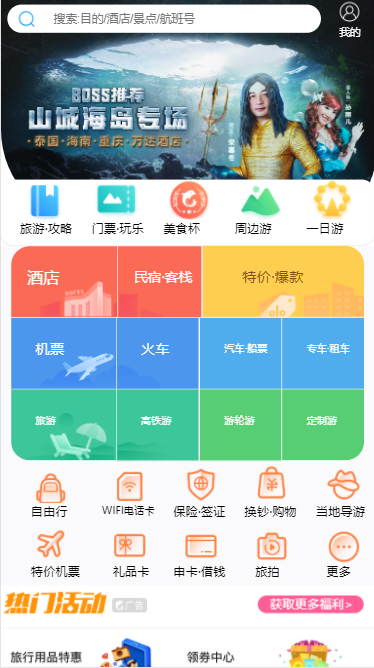 搜索:目的/酒店/景点/航班号
我的
BOSS推荐
山城海岛专场
·泰国·海南·重庆·万达酒店·
旅游·攻略
门票·玩乐
美食杯
周边游
一日游
酒店
民宿·客栈
特价·爆款
HOTEL
机票
火车
汽车·船票
专车·租车
旅游
高铁游
游轮游
定制游
自由行
WIFI电话卡
保险·签证
换钞·购物
当地导游
特价机票
礼品卡
申卡·借钱
旅拍
更多
热门活动
广告
获取更多福利>
旅行用品特惠
领券中心